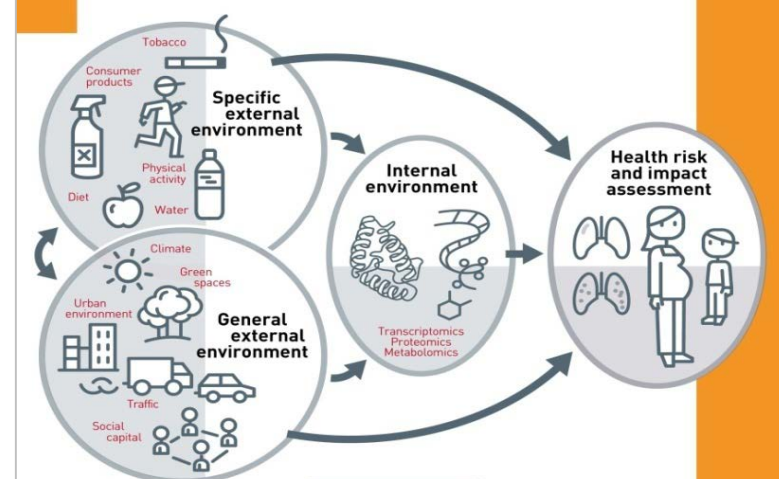 Tobacco
Consumer
products
Specific
external
environment
Physical
activity
Diet
Water
Climate
Green
spaces
Urban
environment
General
external
environment
Traffic
Social
capital
Internal
environment
Transcriptomics
Proteomics
Metabolomics
Health risk
and impact
assessment